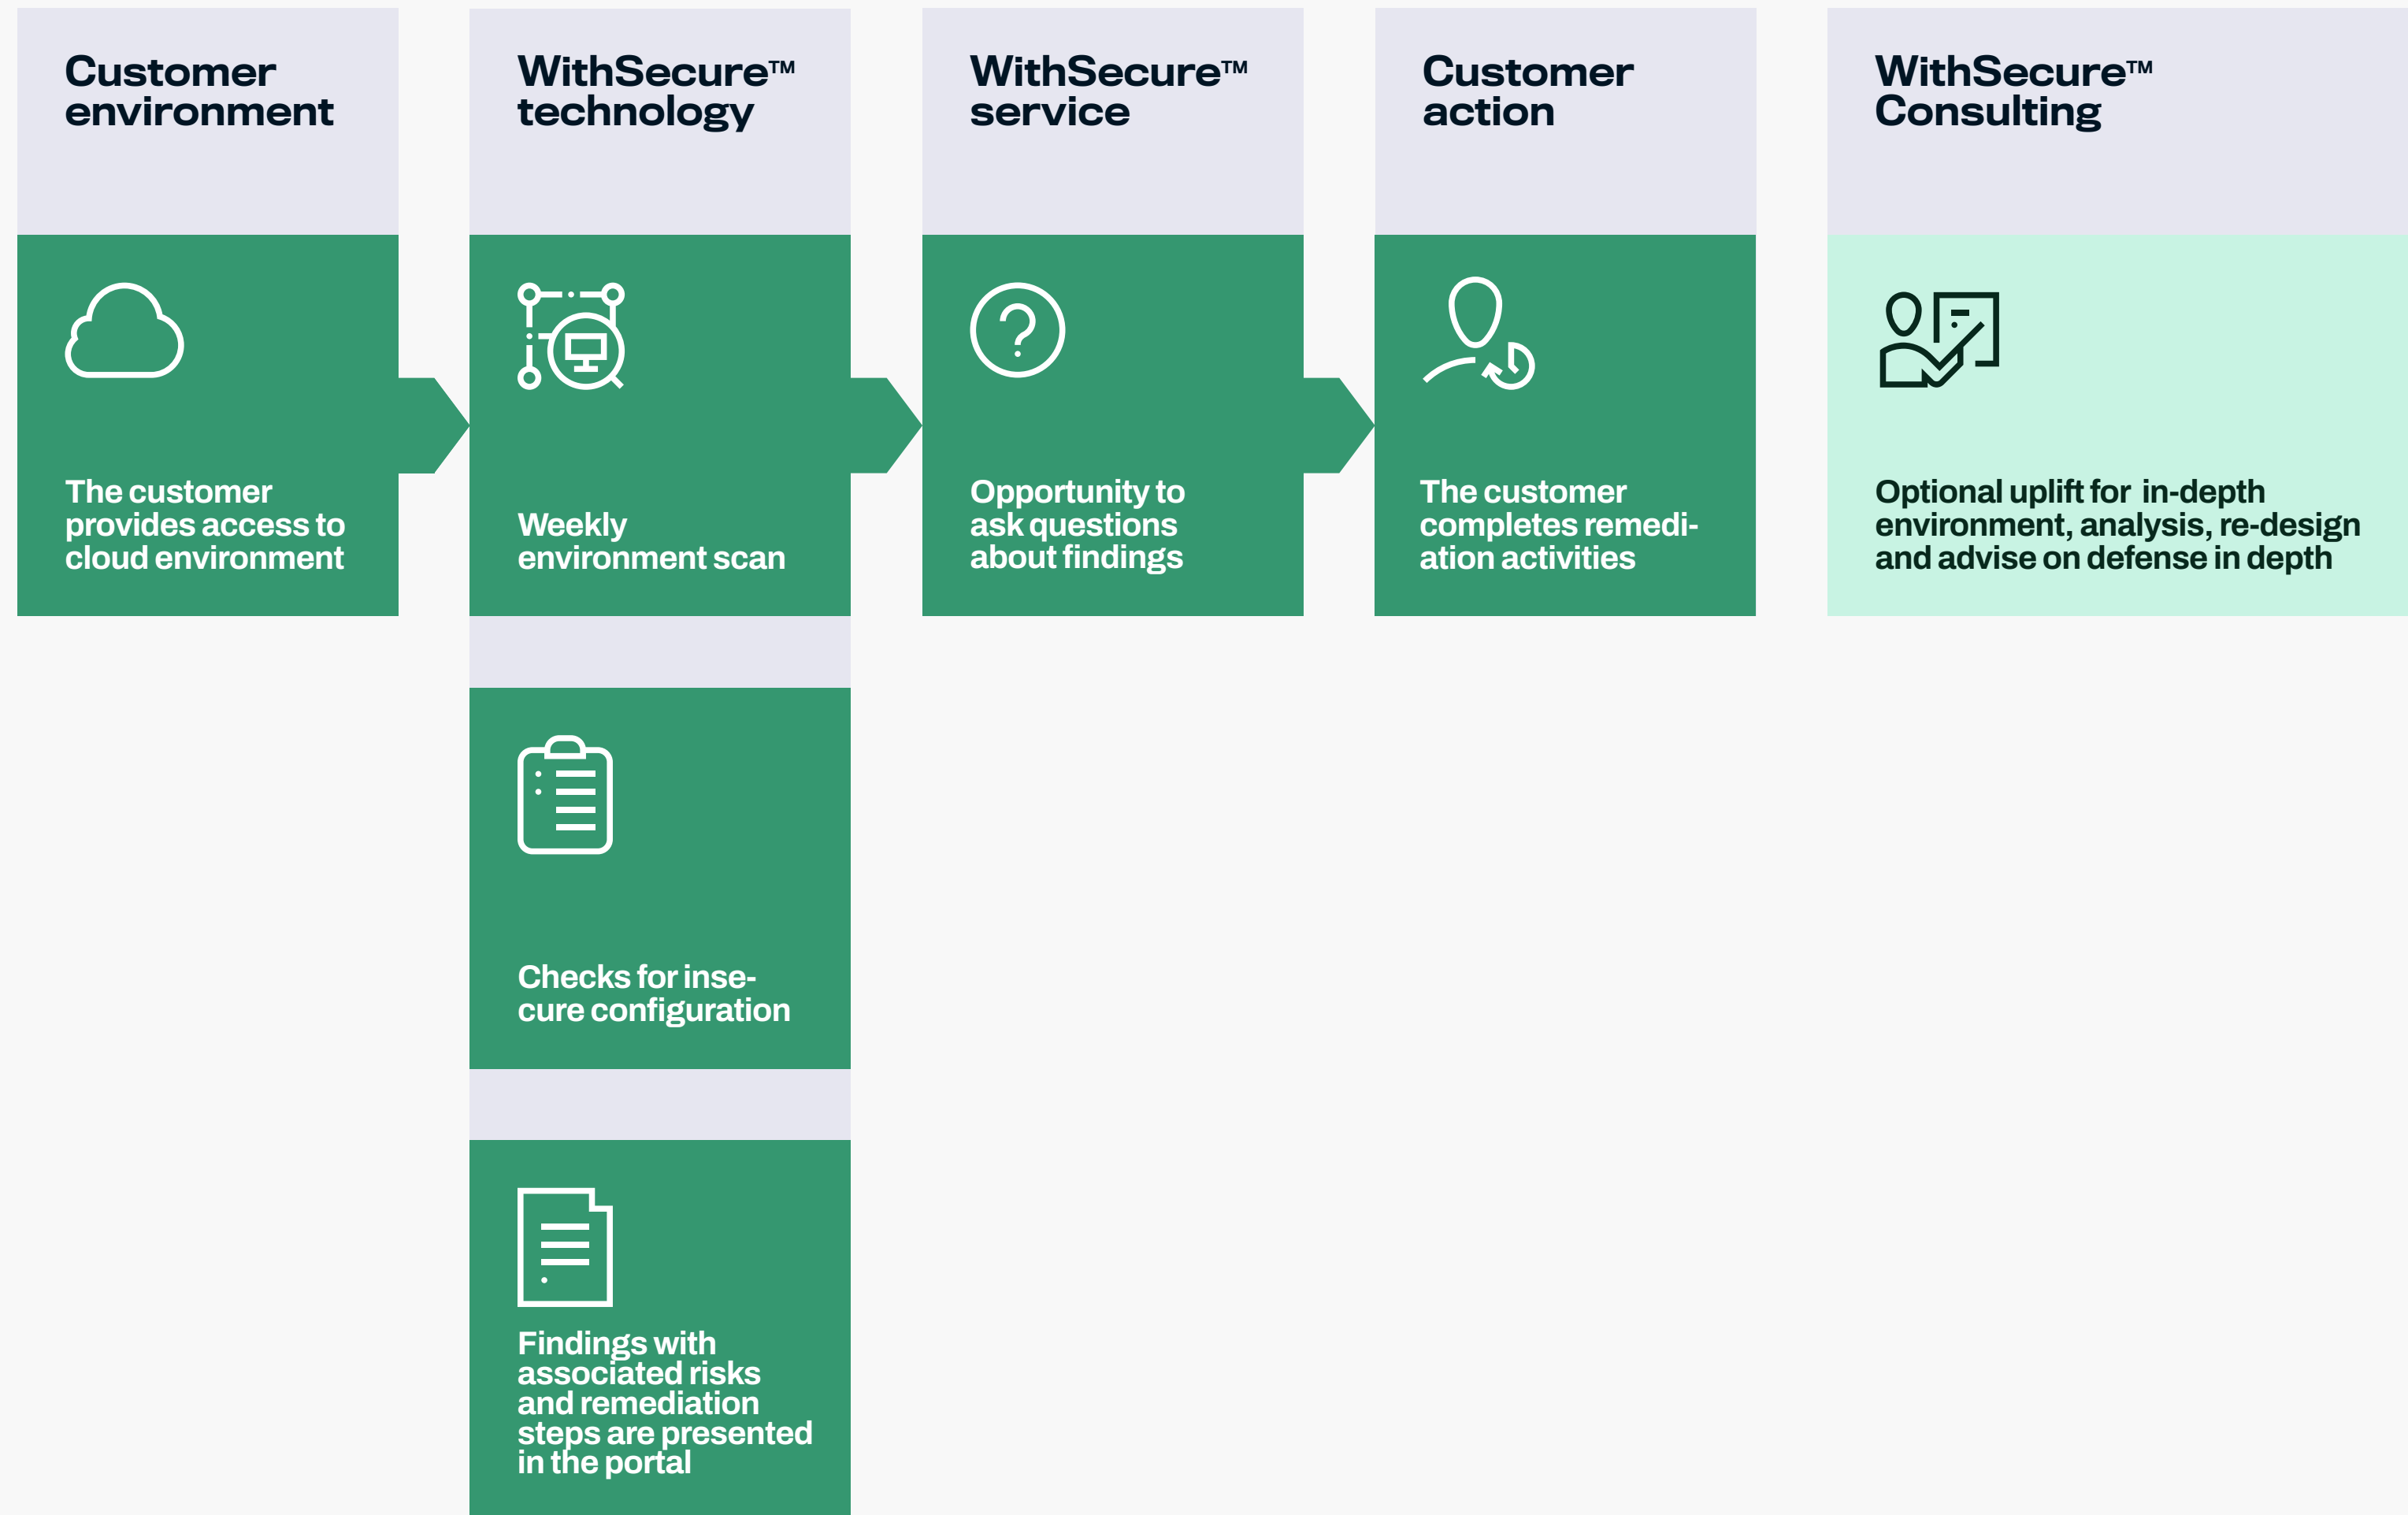 Customer
environment
WithSecure™
technology
WithSecure™
service
Customer
action
WithSecure™
Consulting
The customer
provides access to
cloud environment
Weekly
environment scan
Opportunity to
ask questions
about findings
The customer
completes remedi-
ation activities
Optional uplift for in-depth
environment, analysis, re-design
and advise on defense in depth
Checks for inse-
cure configuration
Findings with
associated risks
and remediation
steps are presented
in the portal